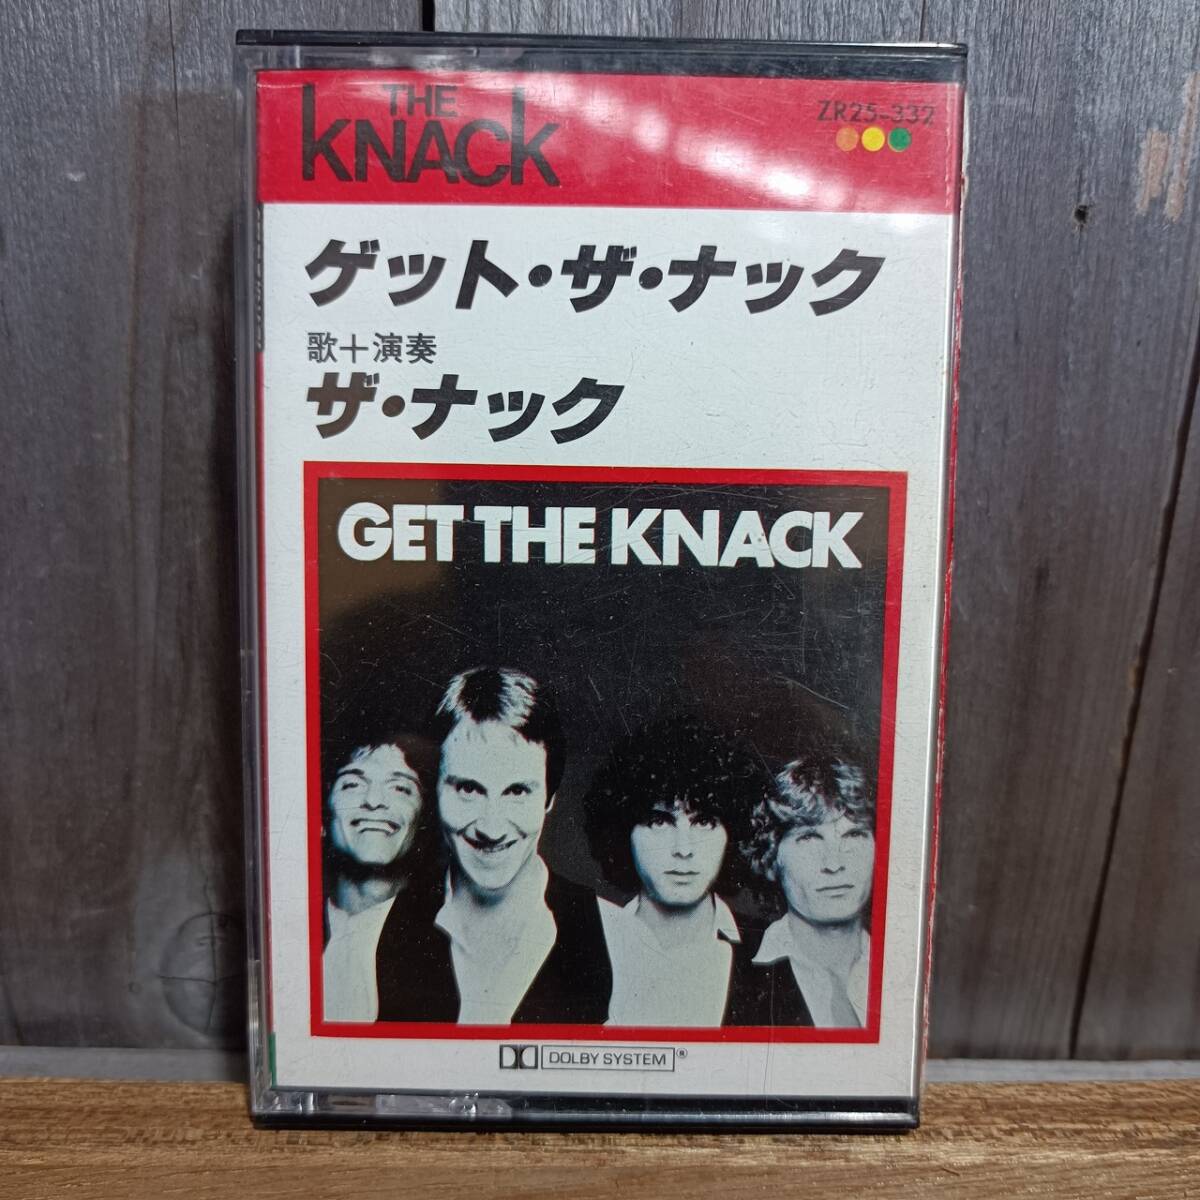 THE
KNACK
ZR25-332
ゲット・ザ・ナック
歌+演奏
ザ・ナック
GET THE KNACK
DOLBY SYSTEM®